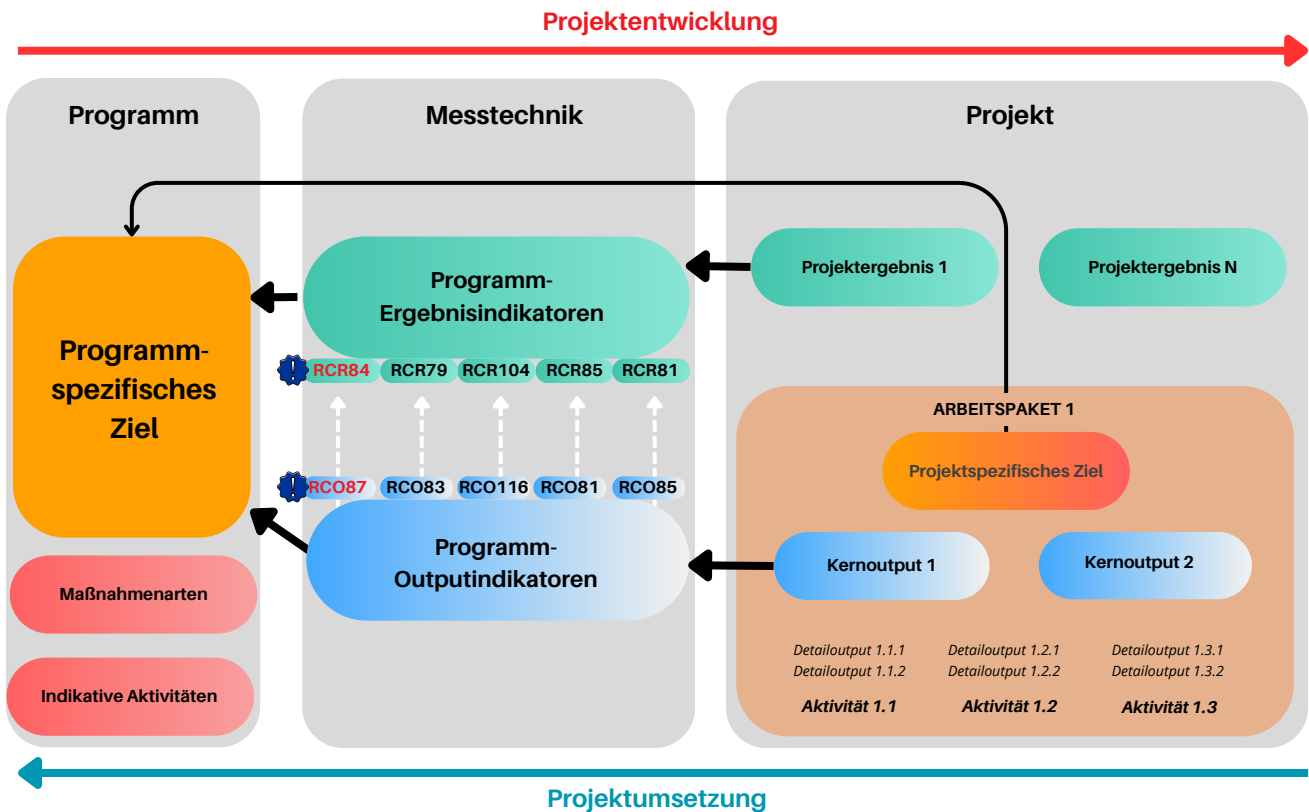 Projektentwicklung
Programm
Programm-
spezifisches
Ziel
Maßnahmenarten
Indikative Aktivitäten
Messtechnik
Programm-
Ergebnisindikatoren
RCR84 RCR79 RCR104 RCR85 RCR81
RCO87 RCO83 RCO116 RCO81 RCO85
Programm-
Outputindikatoren
Projekt
Projektergebnis 1 Projektergebnis N
ARBEITSPAKET 1
Projektspezifisches Ziel
Kernoutput 1 Kernoutput 2
Detailoutput 1.1.1 Detailoutput 1.2.1 Detailoutput 1.3.1
Detailoutput 1.1.2 Detailoutput 1.2.2 Detailoutput 1.3.2
Aktivität 1.1 Aktivität 1.2 Aktivität 1.3
Projektumsetzung